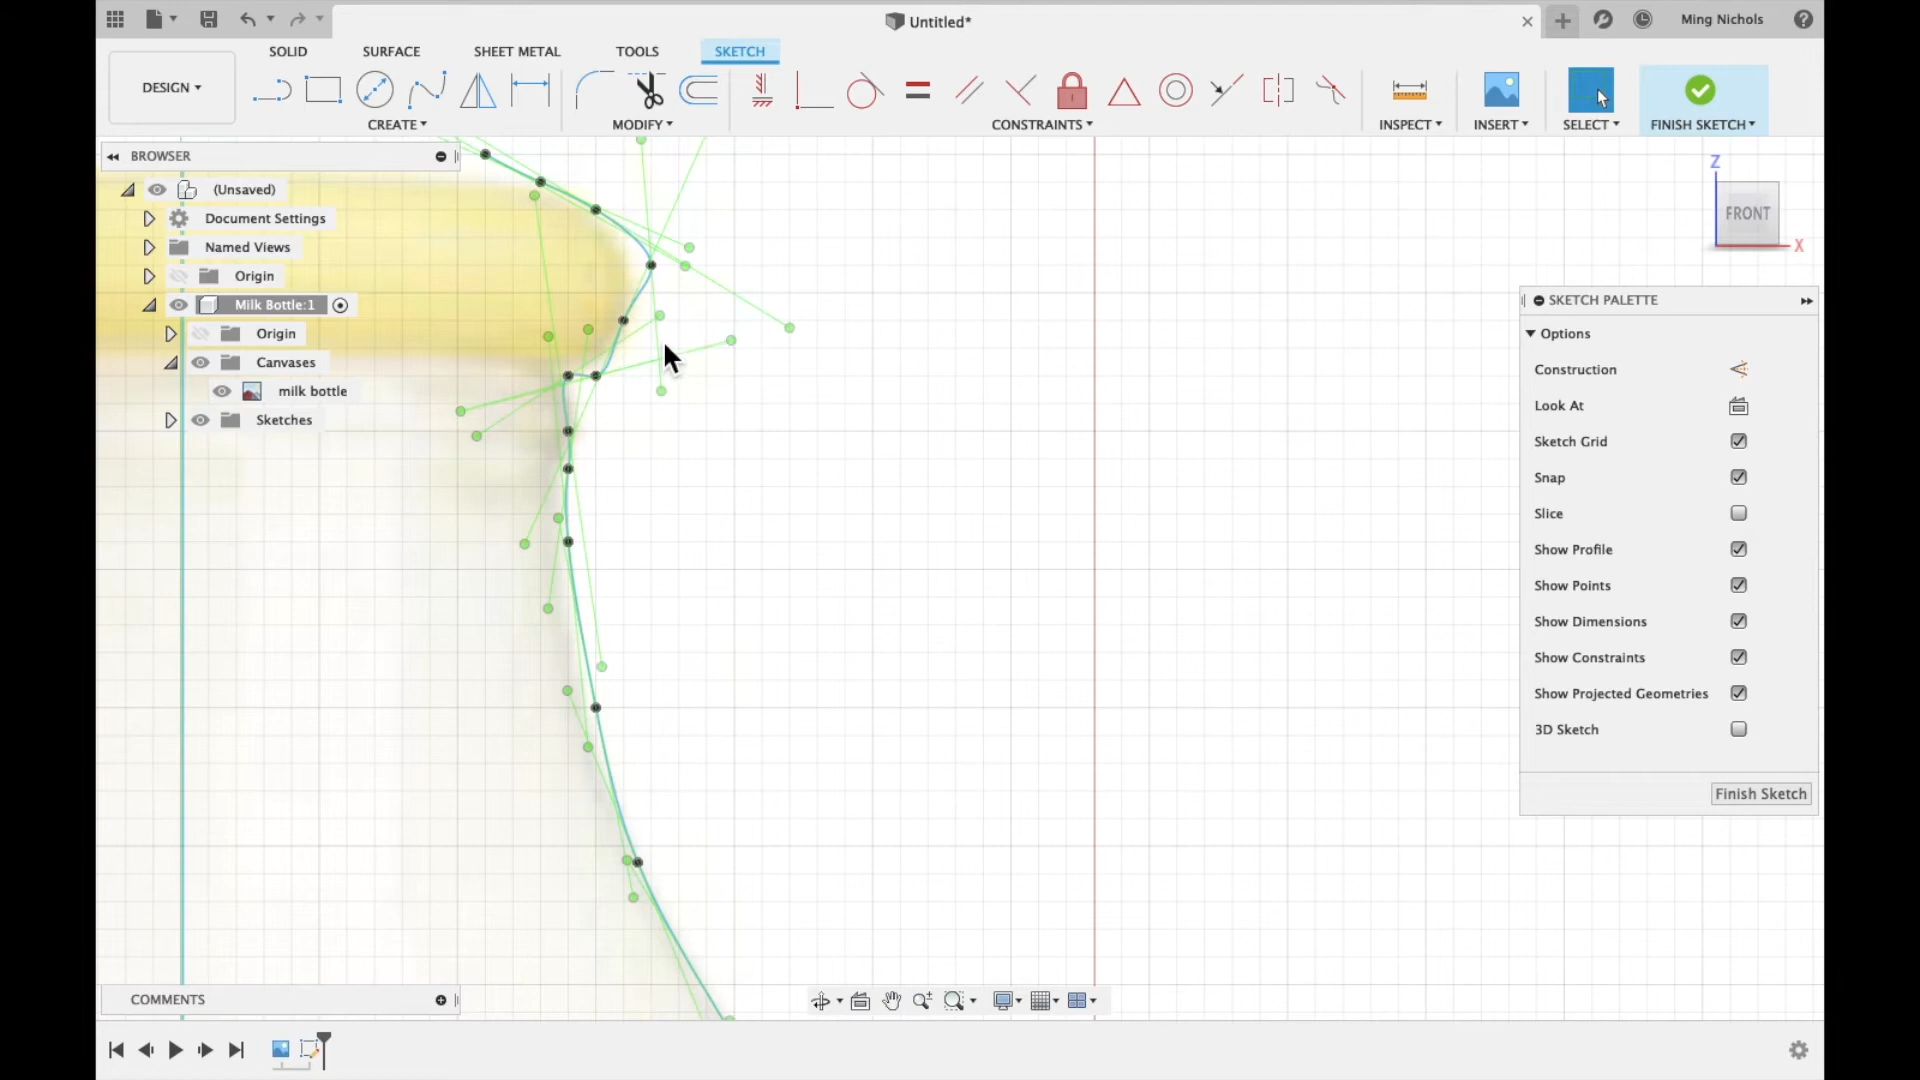 Untitled*
Ming Nichols
DESIGN
SOLID
SURFACE
SHEET METAL
TOOLS
SKETCH
CREATE
MODIFY
CONSTRAINTS
INSPECT
INSERT
SELECT
FINISH SKETCH
BROWSER
(Unsaved)
Document Settings
Named Views
Origin
Milk Bottle:1
Origin
Canvases
milk bottle
Sketches
Z
FRONT
X
SKETCH PALETTE
Options
Construction
Look At
Sketch Grid
Snap
Slice
Show Profile
Show Points
Show Dimensions
Show Constraints
Show Projected Geometries
3D Sketch
Finish Sketch
COMMENTS